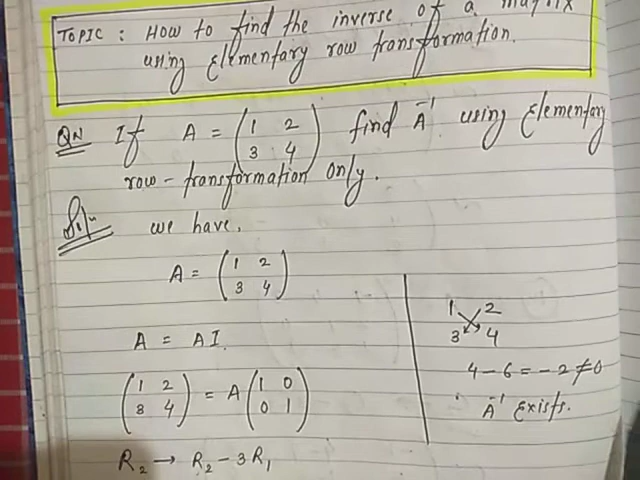 TOPIC : How to find the inverse of a matrix
using Elementary row transformation.
QN If A = (1 2
3 4) find A⁻¹ using Elementary
row - transformation only.
Sol/n
we have,
A = (1 2
3 4)
A = AI.
(1 2
3 4) = A (1 0
0 1)
R₂ → R₂ - 3R₁
1 2
3 4
4 - 6 = - 2 ≠ 0
∴ A⁻¹ Exists.